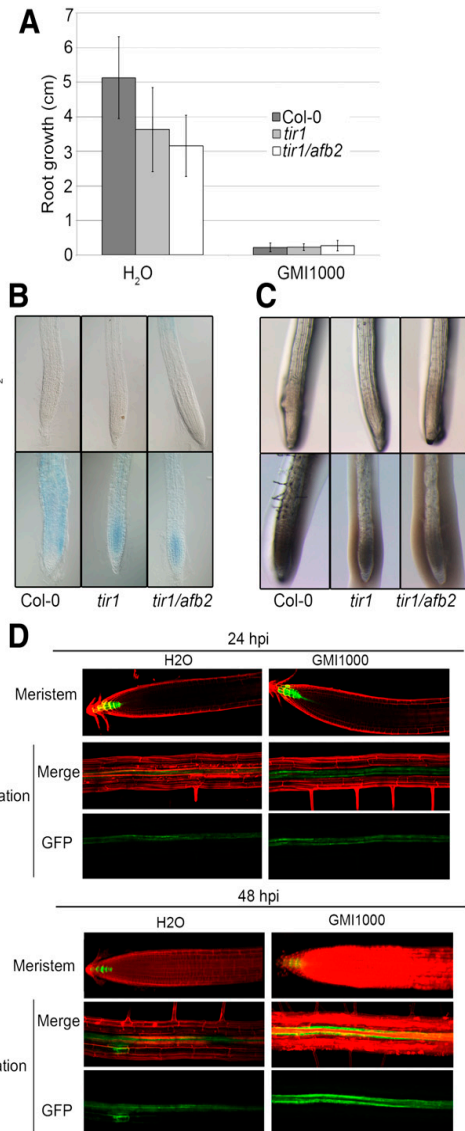 A
Root growth (cm)
7
6
5
4
3
2
1
0
Col-0
tir1
tir1/afb2
H2O
GMI1000
B
C
2
Col-0
tir1
tir1/afb2
Col-0
tir1
tir1/afb2
D
24 hpi
H2O
GMI1000
Meristem
Merge
ation
GFP
48 hpi
H2O
GMI1000
Meristem
Merge
ation
GFP